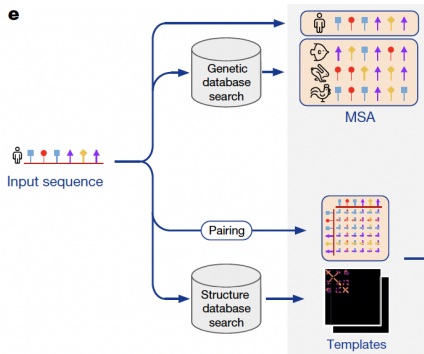 e
Genetic
database
search
MSA
Input sequence
Pairing
Structure
database
search
Templates